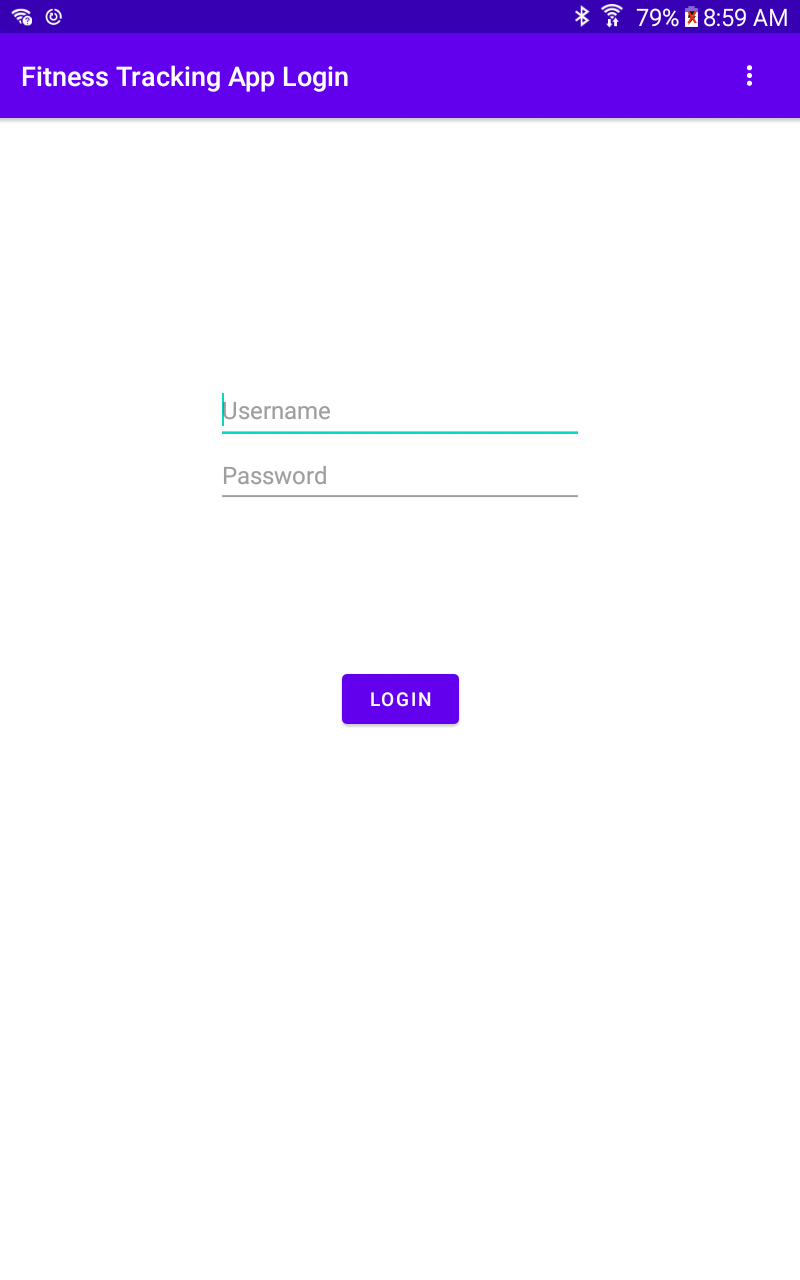 79% 8:59 AM
Fitness Tracking App Login
Username
Password
LOGIN